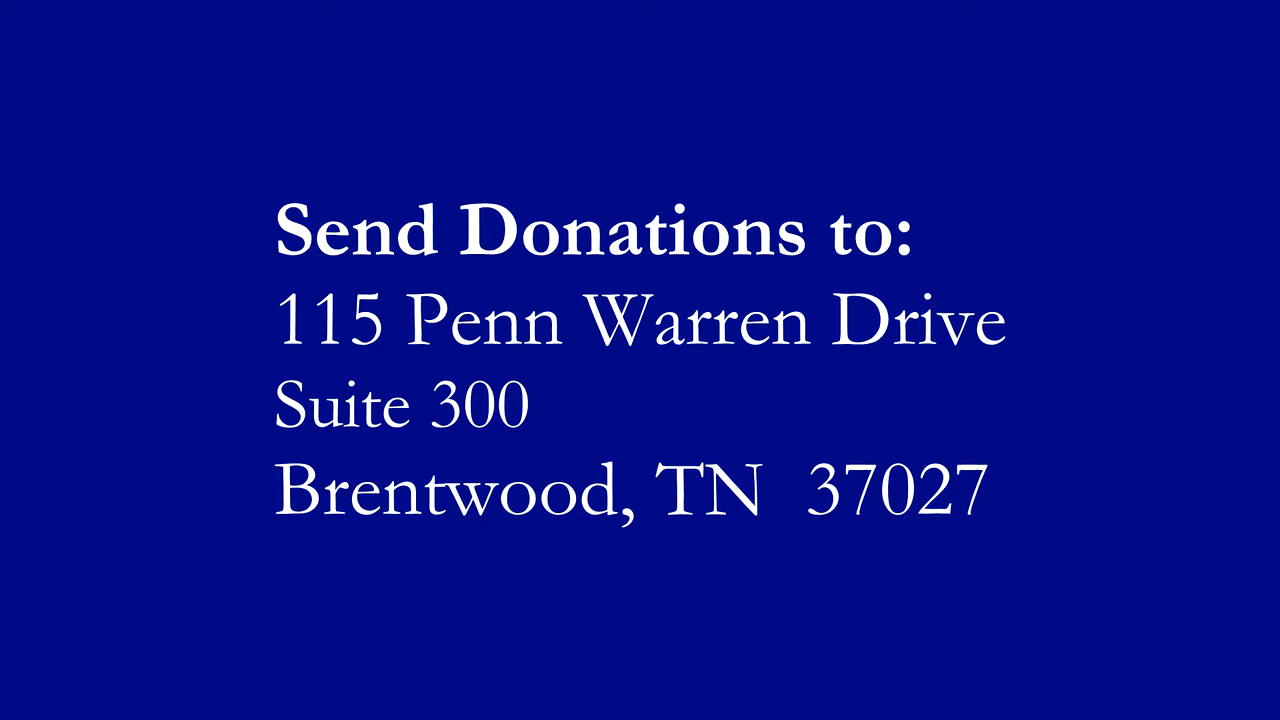 Send Donations to:
115 Penn Warren Drive
Suite 300
Brentwood, TN  37027